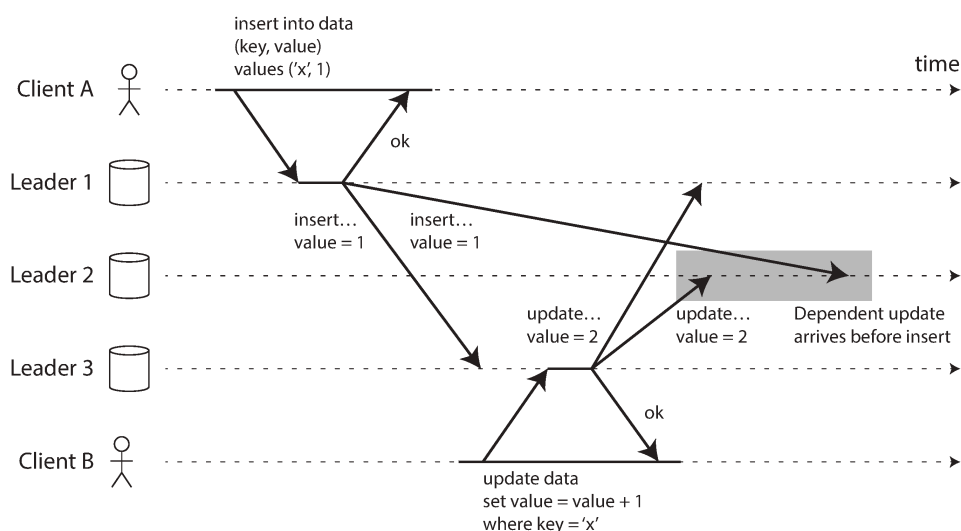 insert into data
(key, value)
values (‘x’, 1)
time
Client A
ok
Leader 1
insert…
value = 1
insert…
value = 1
Leader 2
update…
value = 2
update…
value = 2
Dependent update
arrives before insert
Leader 3
ok
Client B
update data
set value = value + 1
where key = ‘x’